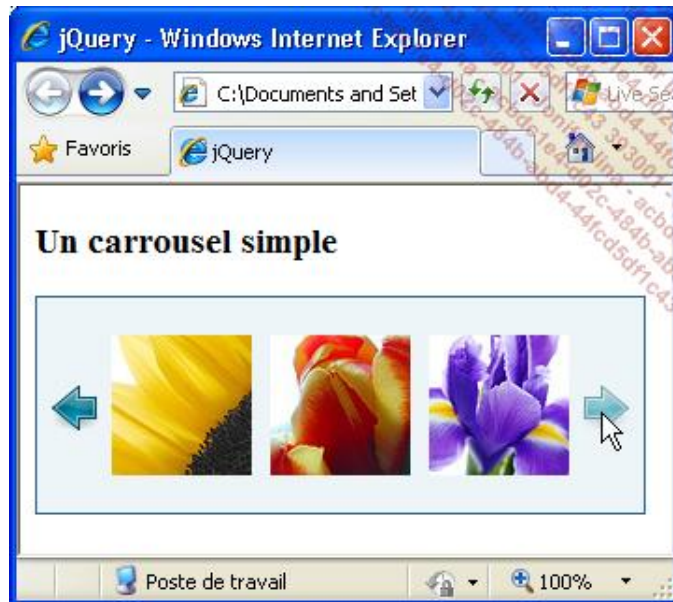 jQuery - Windows Internet Explorer
C:\Documents and Set
Live Se
Favoris
jQuery
Un carrousel simple
Poste de travail
100%